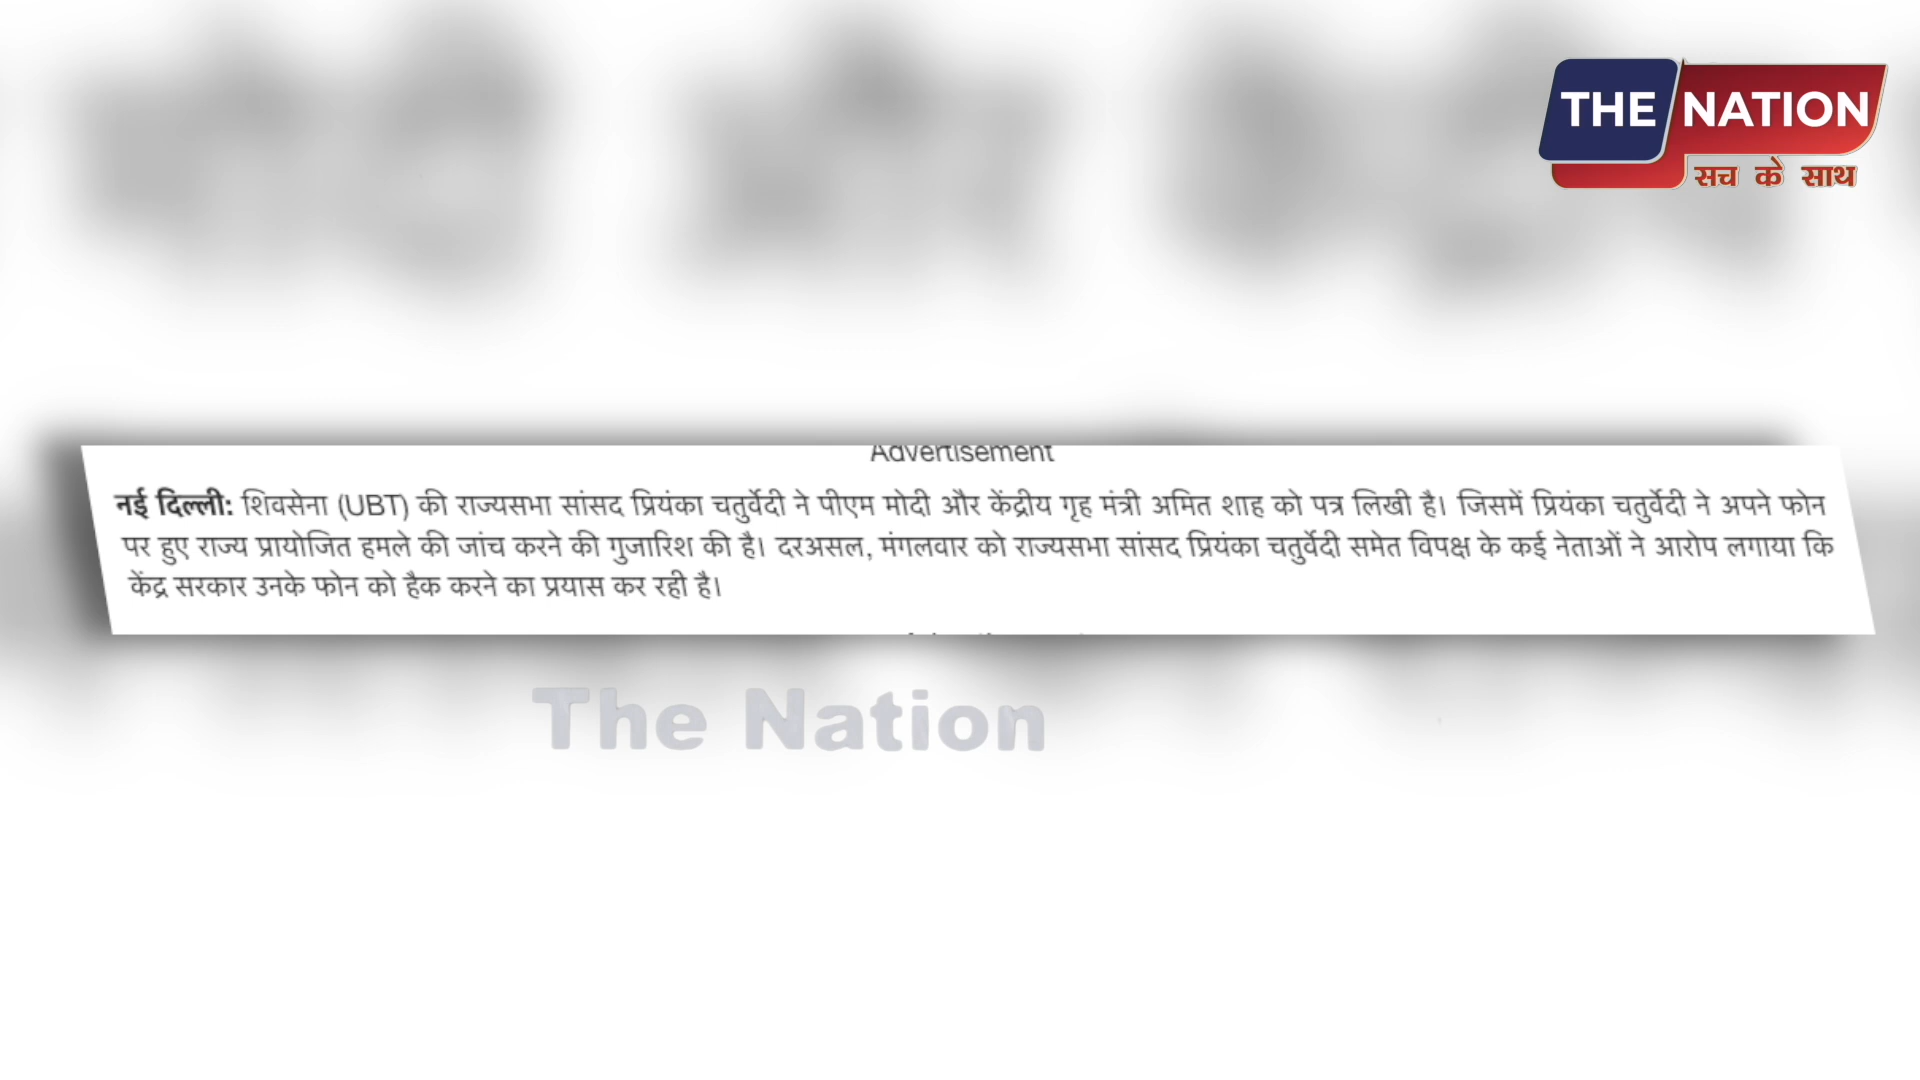 THE NATION
सच के साथ
Advertisement
नई दिल्ली: शिवसेना (UBT) की राज्यसभा सांसद प्रियंका चतुर्वेदी ने पीएम मोदी और केंद्रीय गृह मंत्री अमित शाह को पत्र लिखी है। जिसमें प्रियंका चतुर्वेदी ने अपने फोन
पर हुए राज्य प्रायोजित हमले की जांच करने की गुजारिश की है। दरअसल, मंगलवार को राज्यसभा सांसद प्रियंका चतुर्वेदी समेत विपक्ष के कई नेताओं ने आरोप लगाया कि
केंद्र सरकार उनके फोन को हैक करने का प्रयास कर रही है।
The Nation